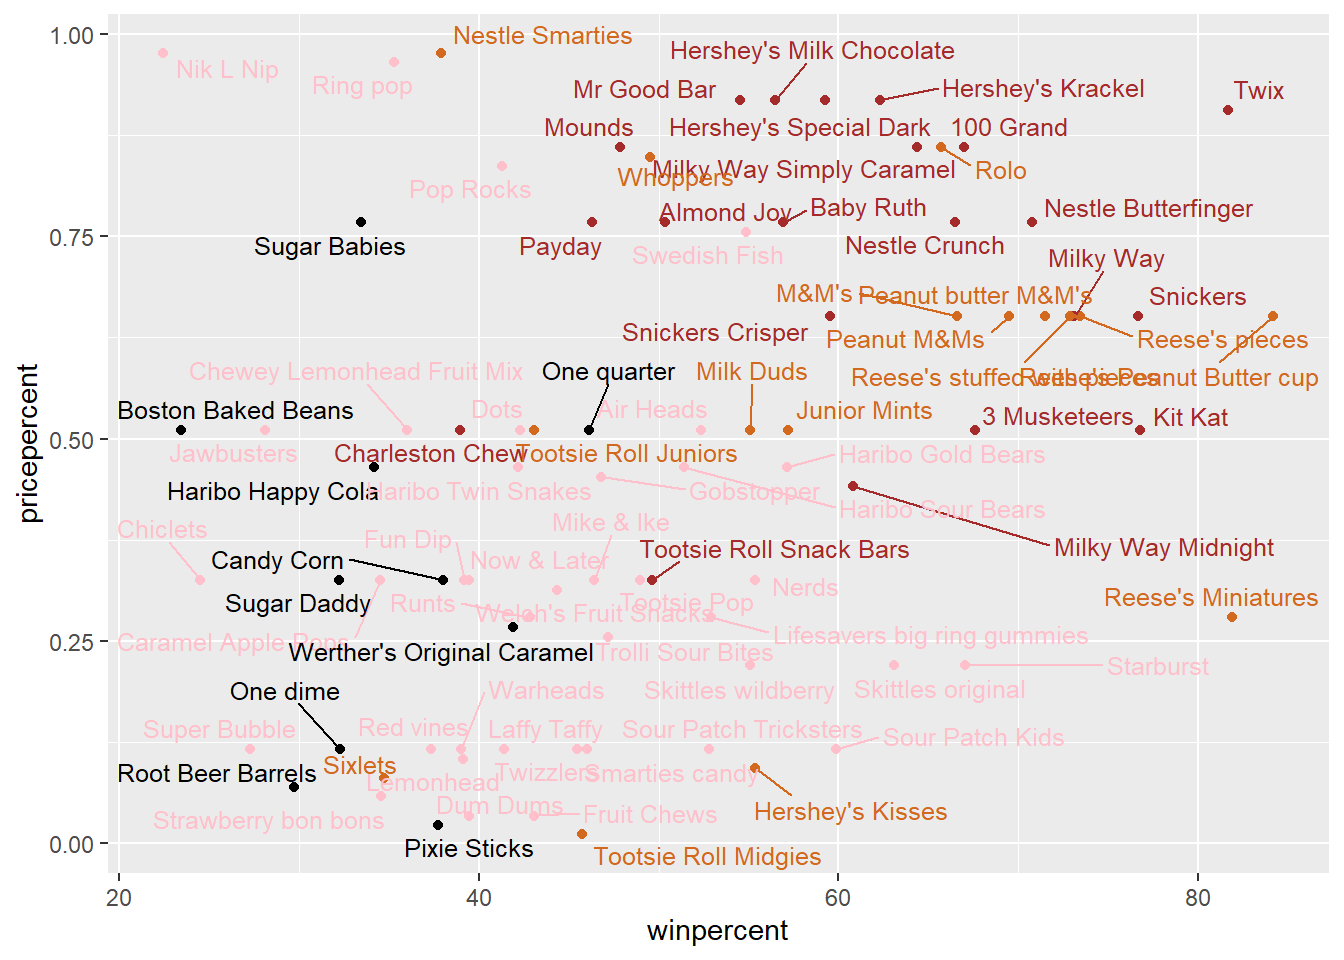 1.00
Nestle Smarties
Hershey's Milk Chocolate
Nik L Nip
Ring pop
Mr Good Bar
Hershey's Krackel
Twix
Mounds
Hershey's Special Dark
100 Grand
Milky Way Simply Caramel
Rolo
Whoppers
Pop Rocks
Almond Joy
Baby Ruth
Nestle Butterfinger
0.75
Sugar Babies
Payday
Nestle Crunch
Swedish Fish
Milky Way
M&M's
Peanut butter M&M's
Snickers
Snickers Crisper
Peanut M&Ms
Reese's pieces
Chewey Lemonhead Fruit Mix
One quarter
Milk Duds
Reese's stuffed with pieces
Reese's Peanut Butter cup
Boston Baked Beans
Dots
Air Heads
Junior Mints
3 Musketeers
Kit Kat
0.50
Jawbusters
Charleston Chew
Tootsie Roll Juniors
Haribo Gold Bears
Haribo Happy Cola
Haribo Twin Snakes
Gobstopper
Haribo Sour Bears
Chiclets
Mike & Ike
Fun Dip
Tootsie Roll Snack Bars
Milky Way Midnight
Candy Corn
Now & Later
Nerds
Sugar Daddy
Runts
Tootsie Pop
Reese's Miniatures
Welch's Fruit Snacks
Lifesavers big ring gummies
0.25
Caramel Apple Pops
Werther's Original Caramel
Trolli Sour Bites
Starburst
One dime
Warheads
Skittles wildberry
Skittles original
Super Bubble
Red vines
Laffy Taffy
Sour Patch Tricksters
Sour Patch Kids
Root Beer Barrels
Sixlets
Lemonhead
Twizzlers
Smarties candy
Strawberry bon bons
Dum Dums
Fruit Chews
Hershey's Kisses
0.00
Pixie Sticks
Tootsie Roll Midgies
20
40
60
80
winpercent
pricepercent